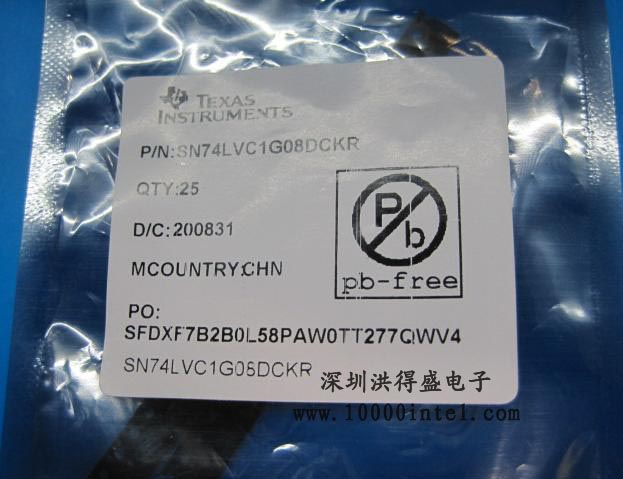 TEXAS
INSTRUMENTS
P/N:SN74LVC1G08DCKR
QTY:25
D/C:200831
MCOUNTRY:CHN
Pb
pb-free
PO:
SFDXF7B2B0L58PAW0TT277QWV4
SN74LVC1G08DCKR
深圳洪得盛电子
www.10000intel.com